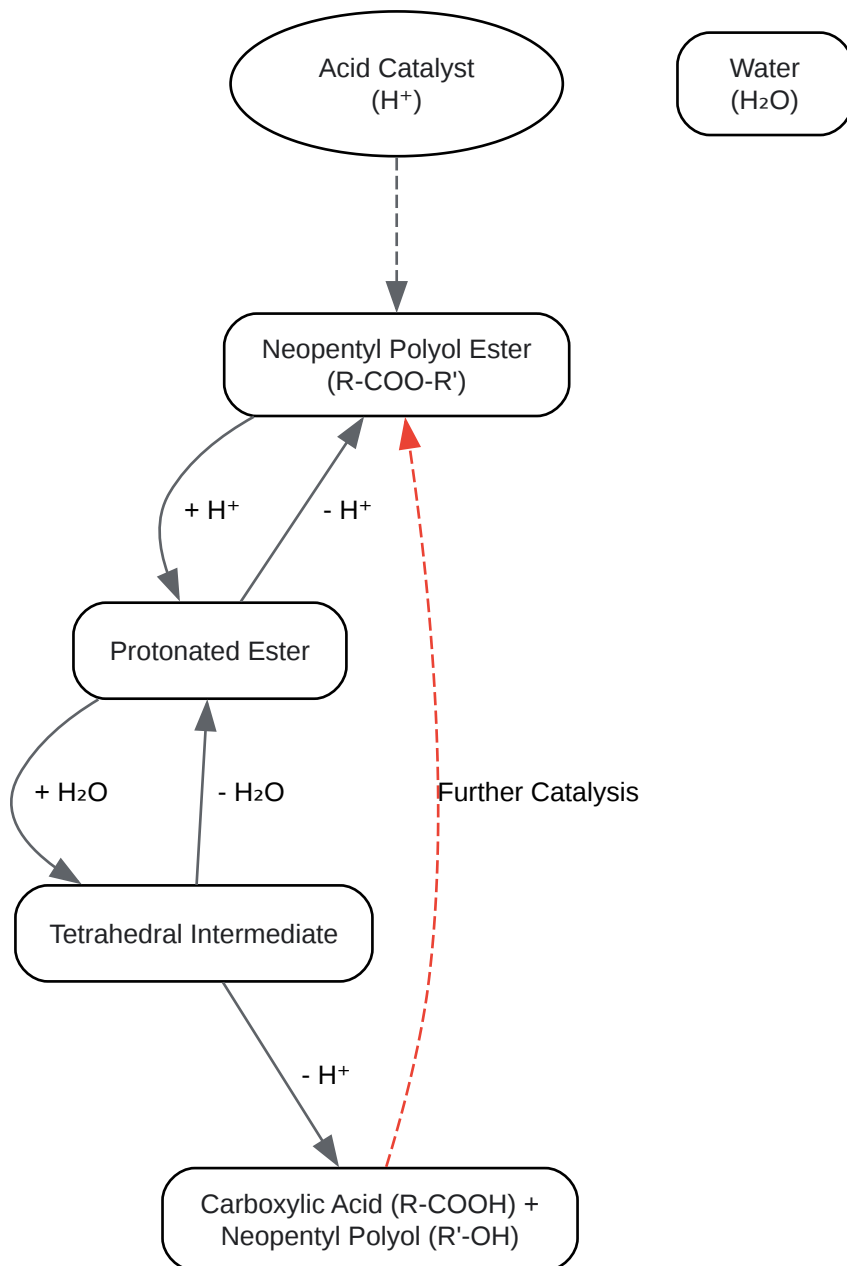 Acid Catalyst
(H⁺)
Water
(H₂O)
Neopentyl Polyol Ester
(R-COO-R')
+ H⁺
- H⁺
Protonated Ester
+ H₂O
- H₂O
Further Catalysis
Tetrahedral Intermediate
- H⁺
Carboxylic Acid (R-COOH) +
Neopentyl Polyol (R'-OH)